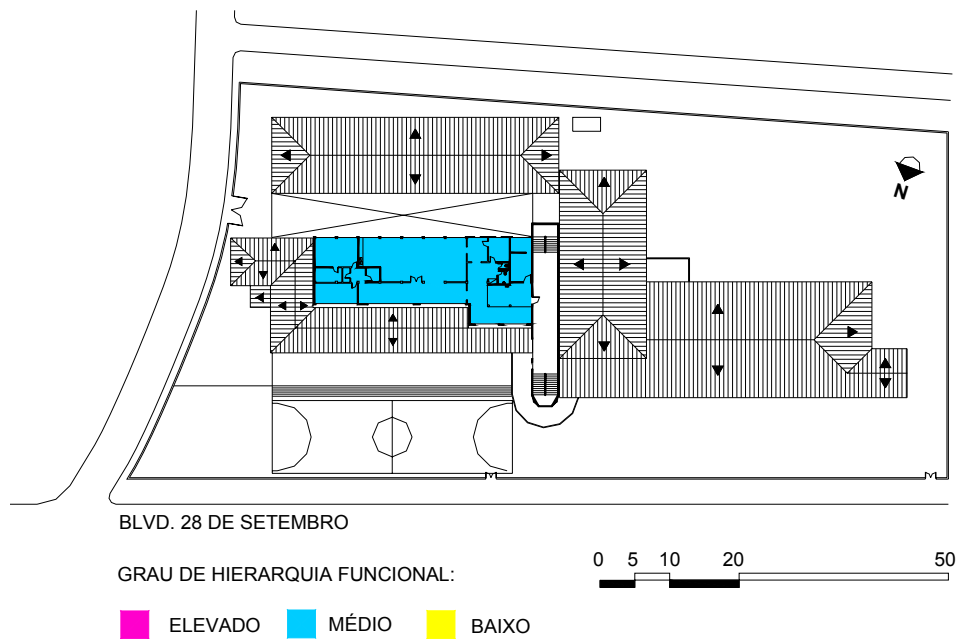 N
BLVD. 28 DE SETEMBRO
GRAU DE HIERARQUIA FUNCIONAL:
0 5 10 20 50
ELEVADO MÉDIO BAIXO